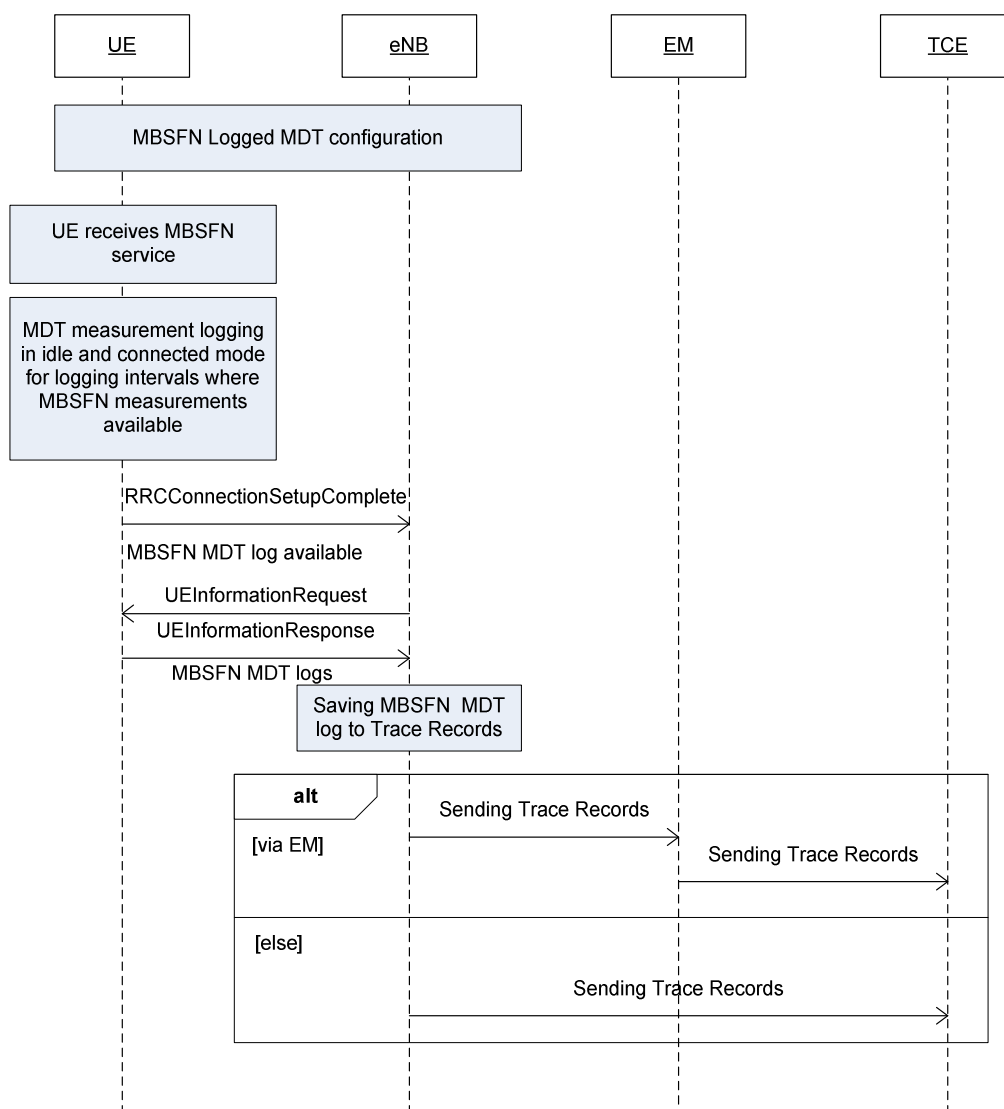 UE
eNB
EM
TCE
MBSFN Logged MDT configuration
UE receives MBSFN
service
MDT measurement logging
in idle and connected mode
for logging intervals where
MBSFN measurements
available
RRCConnectionSetupComplete
MBSFN MDT log available
UEInformationRequest
UEInformationResponse
MBSFN MDT logs
Saving MBSFN MDT
log to Trace Records
alt
Sending Trace Records
[via EM]
Sending Trace Records
[else]
Sending Trace Records